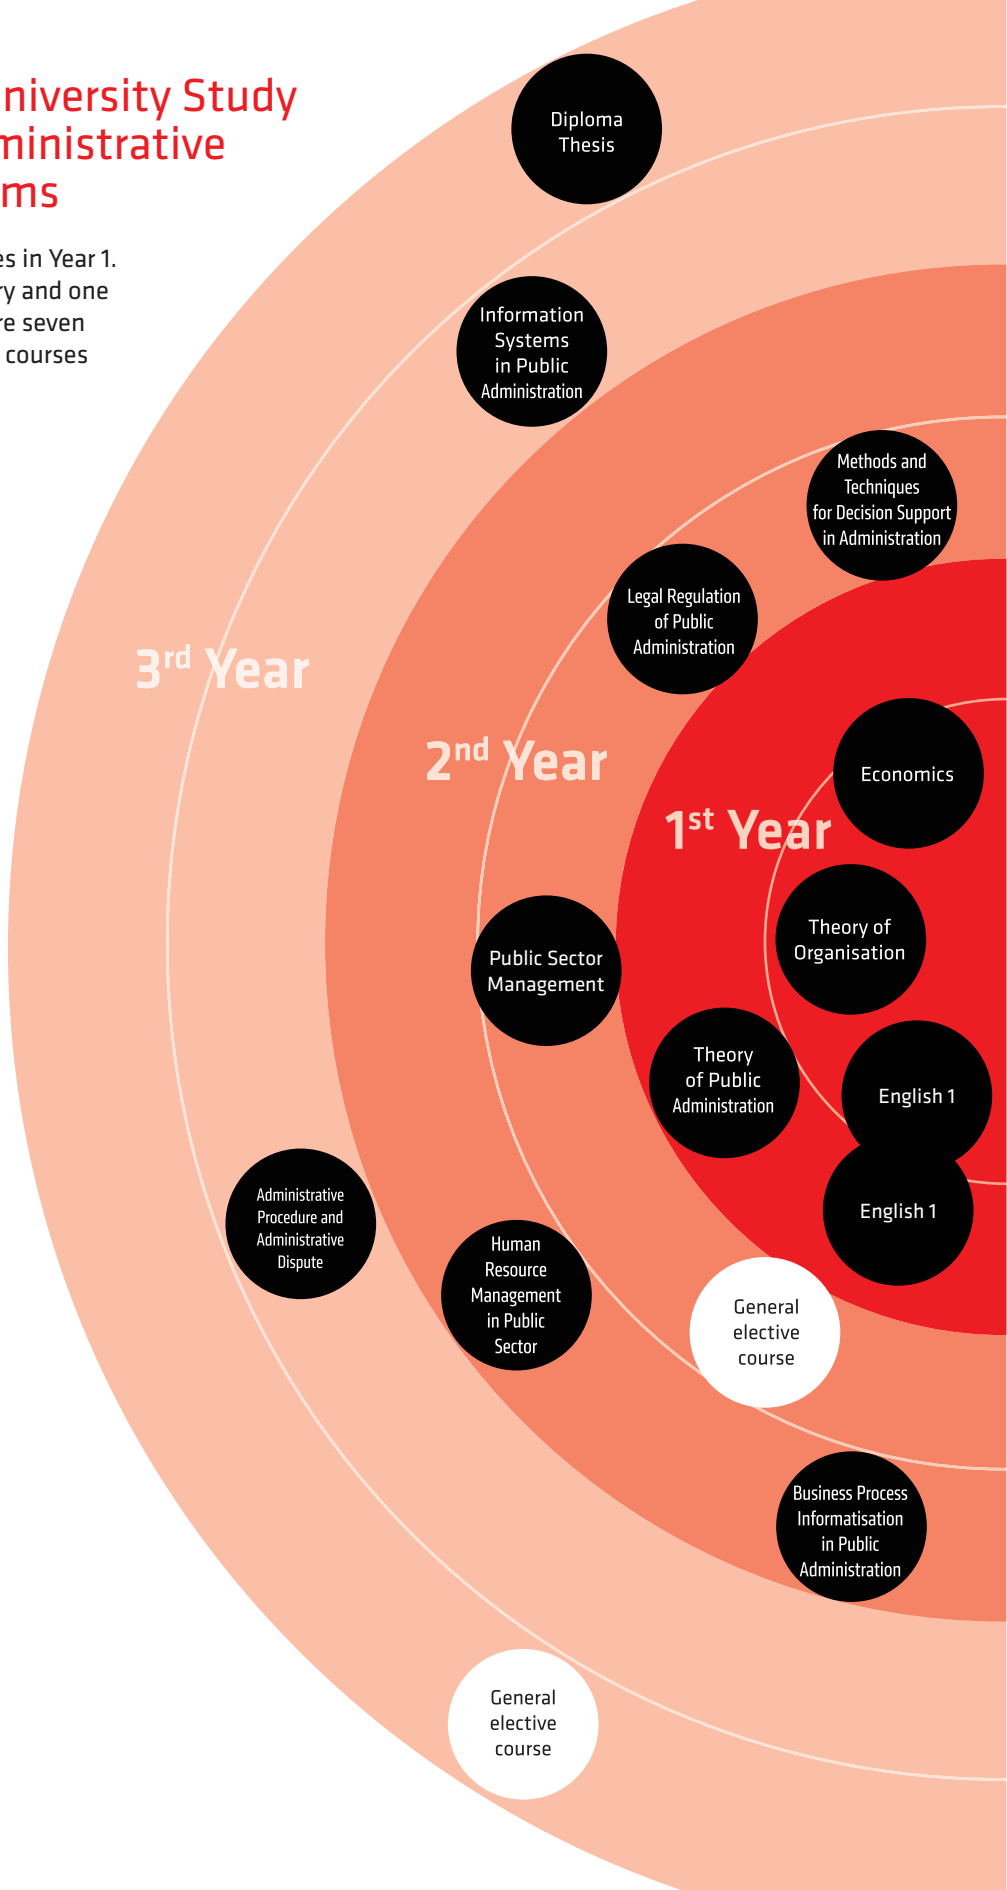 niversity Study
ministrative
ms
es in Year 1.
ry and one
re seven
courses
Diploma
Thesis
Information
Systems
in Public
Administration
Methods and
Techniques
for Decision Support
in Administration
Legal Regulation
of Public
Administration
3rd Year
2nd Year
1st Year
Economics
Theory of
Organisation
Public Sector
Management
Theory
of Public
Administration
English 1
English 1
Administrative
Procedure and
Administrative
Dispute
Human
Resource
Management
in Public
Sector
General
elective
course
Business Process
Informatisation
in Public
Administration
General
elective
course